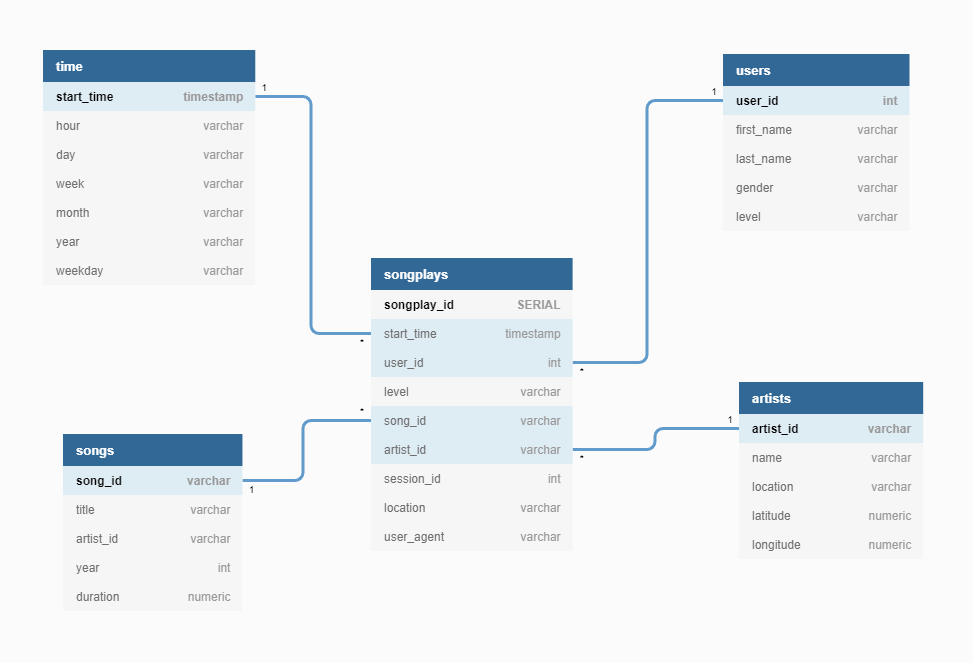 time
start_time timestamp
hour varchar
day varchar
week varchar
month varchar
year varchar
weekday varchar
1
users
user_id int
first_name varchar
last_name varchar
gender varchar
level varchar
1
songplays
songplay_id SERIAL
start_time timestamp
user_id int
level varchar
song_id varchar
artist_id varchar
session_id int
location varchar
user_agent varchar
*
*
*
*
songs
song_id varchar
title varchar
artist_id varchar
year int
duration numeric
1
artists
artist_id varchar
name varchar
location varchar
latitude numeric
longitude numeric
1